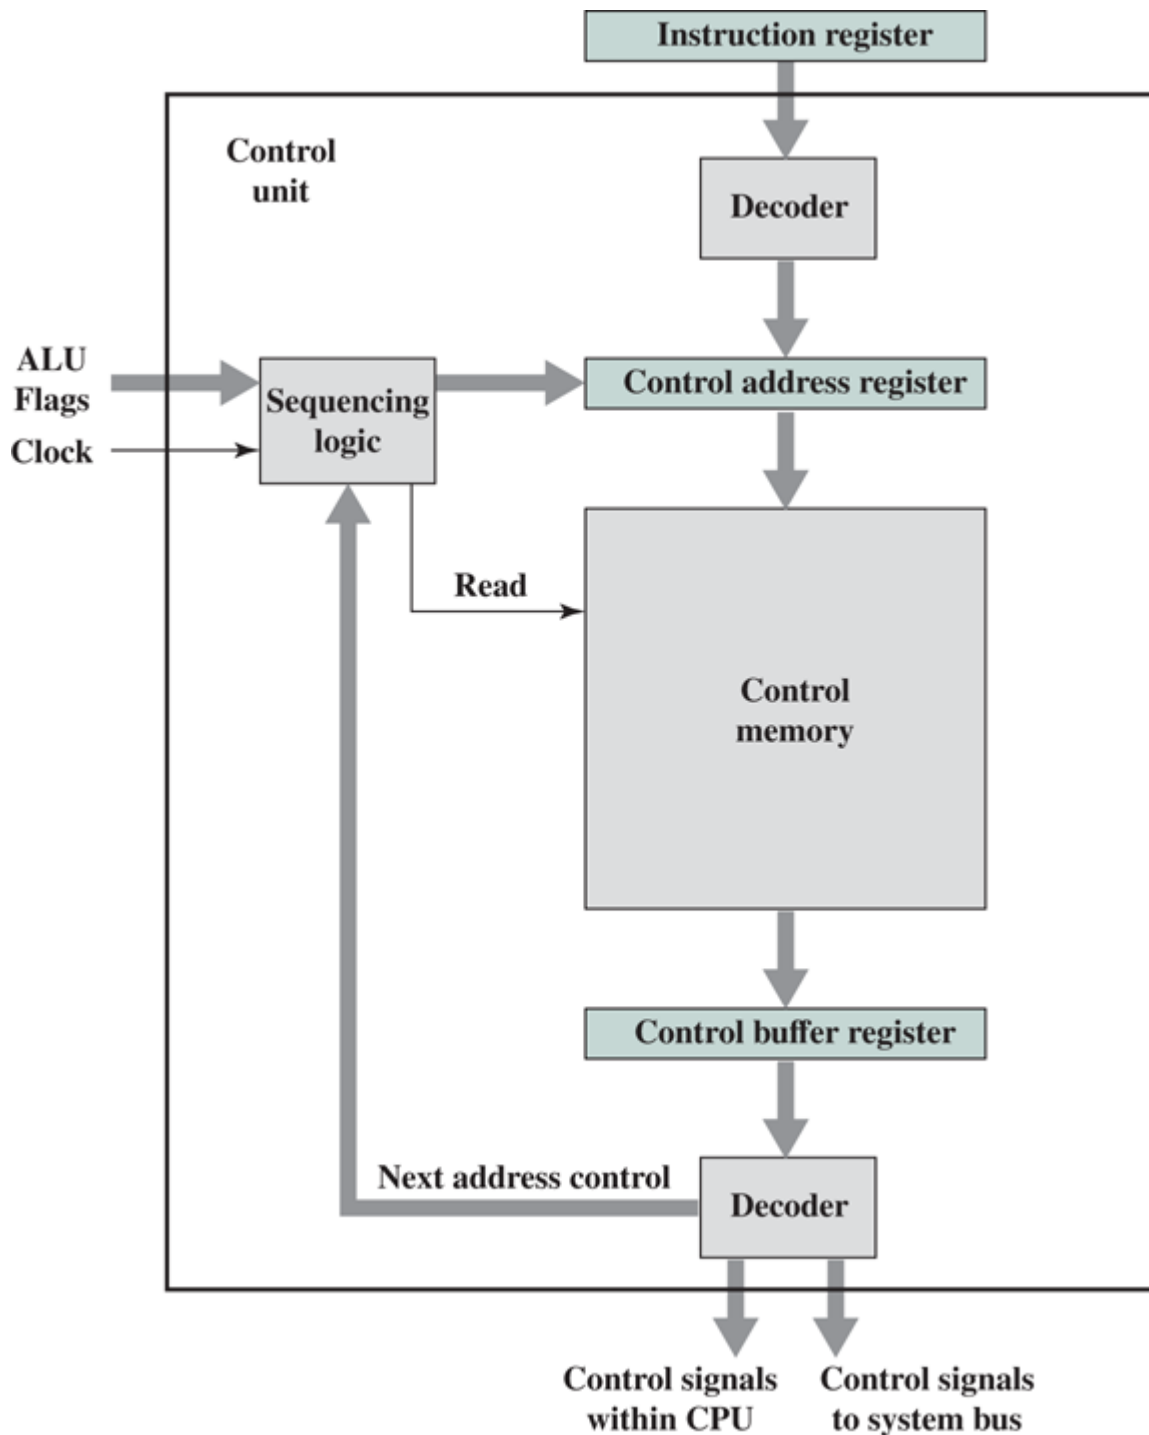 Instruction register
Control
unit
Decoder
ALU
Flags
Clock
Sequencing
logic
Control address register
Read
Control
memory
Control buffer register
Next address control
Decoder
Control signals
within CPU
Control signals
to system bus